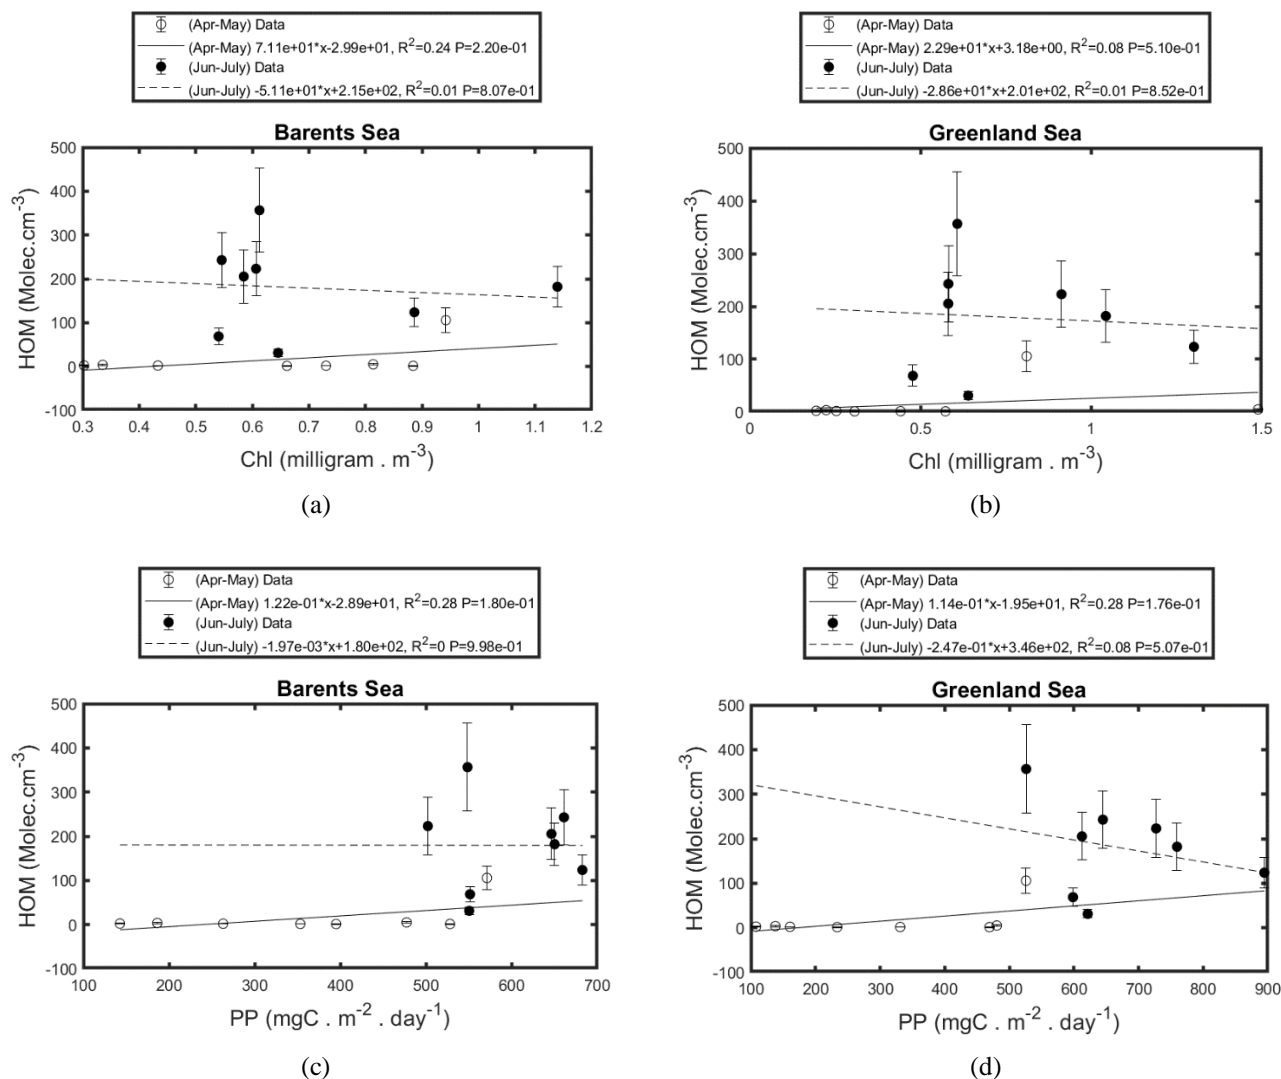 (Apr-May) Data
(Apr-May) 7.11e+01*x-2.99e+01, R²=0.24 P=2.20e-01
(Jun-July) Data
(Jun-July) -5.11e+01*x+2.15e+02, R²=0.01 P=8.07e-01
Barents Sea
500
400
300
200
100
0
-100
HOM (Molec.cm⁻³)
0.3 0.4 0.5 0.6 0.7 0.8 0.9 1 1.1 1.2
Chl (milligram . m⁻³)
(a)
(Apr-May) Data
(Apr-May) 2.29e+01*x+3.18e+00, R²=0.08 P=5.10e-01
(Jun-July) Data
(Jun-July) -2.86e+01*x+2.01e+02, R²=0.01 P=8.52e-01
Greenland Sea
500
400
300
200
100
0
HOM (Molec.cm⁻³)
0 0.5 1 1.5
Chl (milligram . m⁻³)
(b)
(Apr-May) Data
(Apr-May) 1.22e-01*x-2.89e+01, R²=0.28 P=1.80e-01
(Jun-July) Data
(Jun-July) -1.97e-03*x+1.80e+02, R²=0 P=9.98e-01
Barents Sea
500
400
300
200
100
0
-100
HOM (Molec.cm⁻³)
100 200 300 400 500 600 700
PP (mgC . m⁻² . day⁻¹)
(c)
(Apr-May) Data
(Apr-May) 1.14e-01*x-1.95e+01, R²=0.28 P=1.76e-01
(Jun-July) Data
(Jun-July) -2.47e-01*x+3.46e+02, R²=0.08 P=5.07e-01
Greenland Sea
500
400
300
200
100
0
-100
HOM (Molec.cm⁻³)
100 200 300 400 500 600 700 800 900
PP (mgC . m⁻² . day⁻¹)
(d)